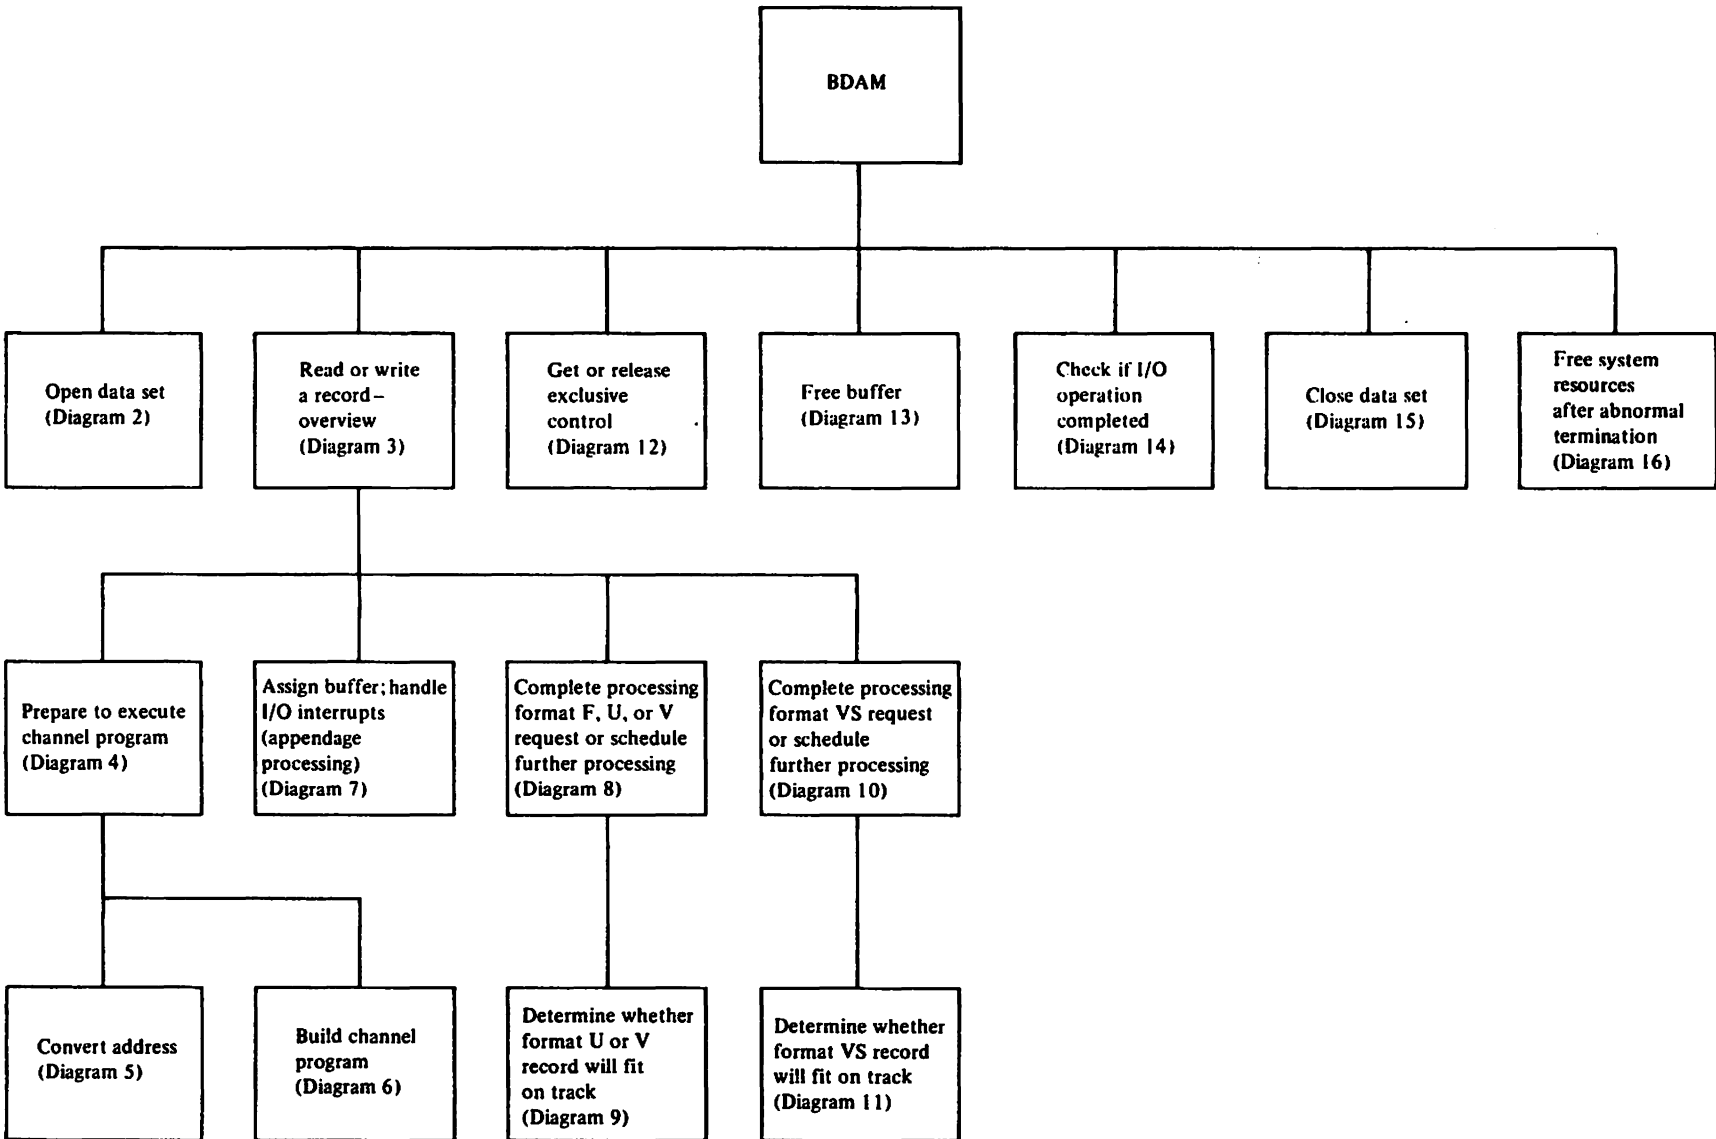 BDAM
Open data set
(Diagram 2)
Read or write
a record–
overview
(Diagram 3)
Get or release
exclusive
control
(Diagram 12)
Free buffer
(Diagram 13)
Check if I/O
operation
completed
(Diagram 14)
Close data set
(Diagram 15)
Free system
resources
after abnormal
termination
(Diagram 16)
Prepare to execute
channel program
(Diagram 4)
Assign buffer; handle
I/O interrupts
(appendage
processing)
(Diagram 7)
Complete processing
format F, U, or V
request or schedule
further processing
(Diagram 8)
Complete processing
format VS request
or schedule
further processing
(Diagram 10)
Convert address
(Diagram 5)
Build channel
program
(Diagram 6)
Determine whether
format U or V
record will fit
on track
(Diagram 9)
Determine whether
format VS record
will fit on track
(Diagram 11)